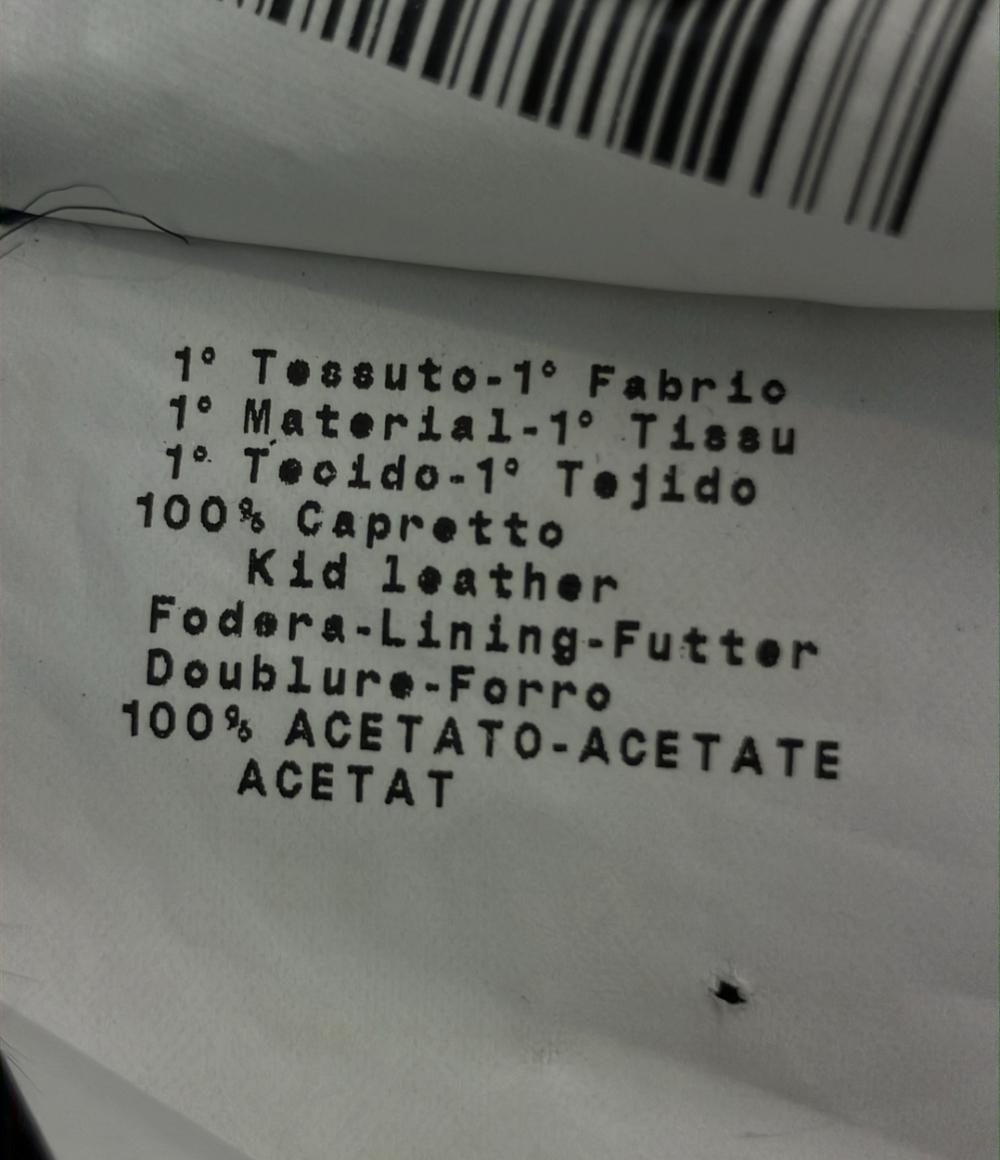 1° Tessuto-1° Fabric
1° Material-1° Tissu
1° Tecido-1° Tejido
100% Capretto
Kid leather
Fodera-Lining-Futter
Doublure-Forro
100% ACETATO-ACETATE
ACETAT